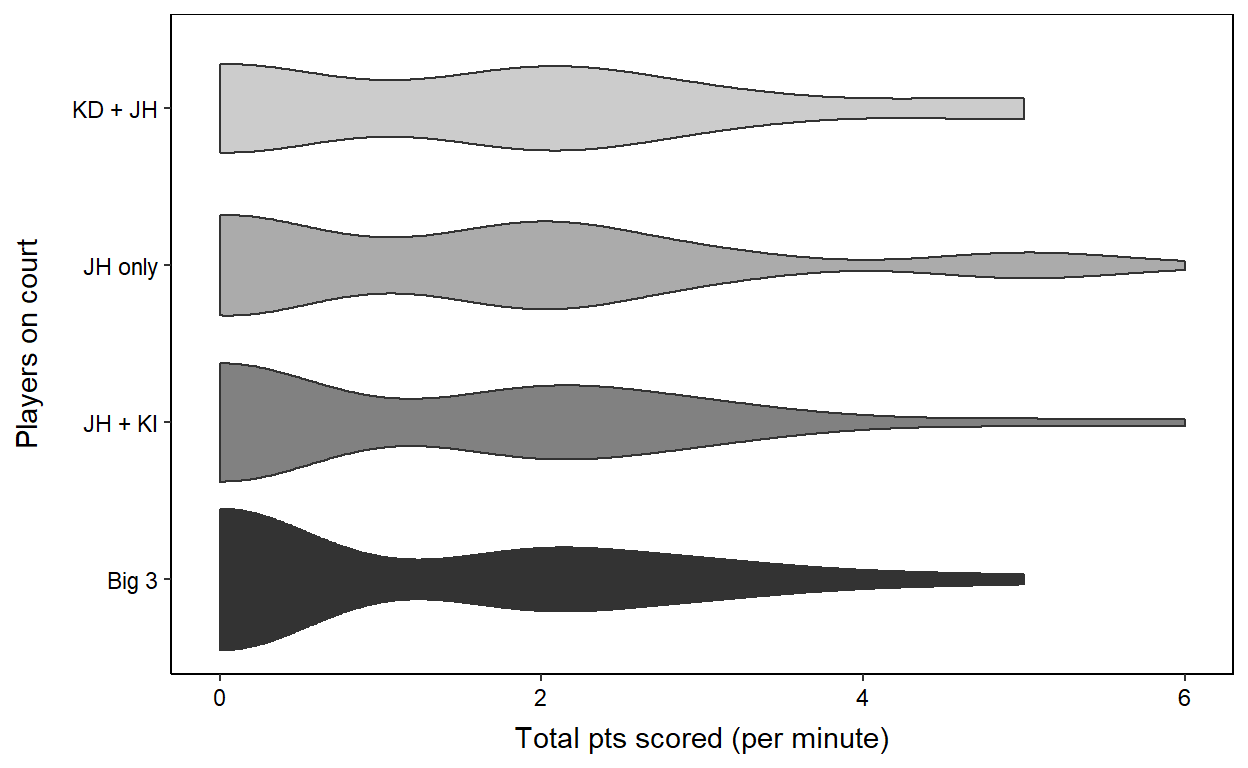 KD + JH
JH only
JH + KI
Big 3
Players on court
0 2 4 6
Total pts scored (per minute)